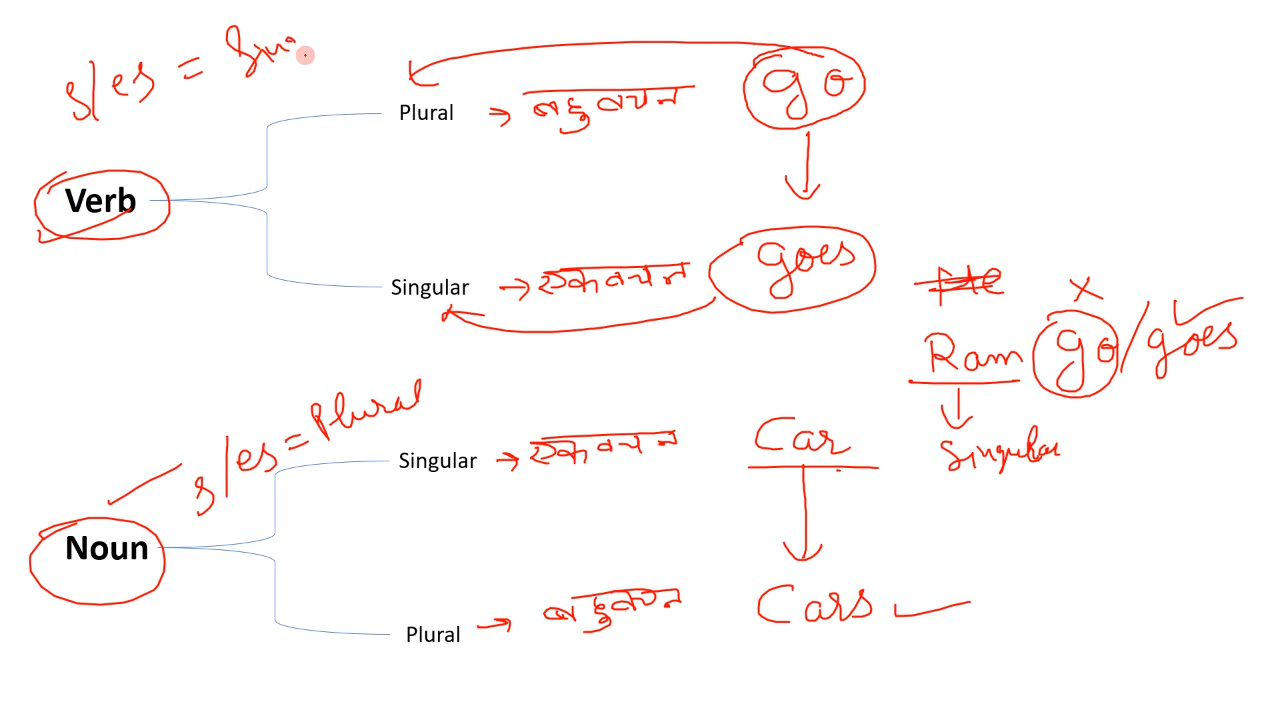 s/es = Sin
Plural → बहुवचन go
Verb
Singular → एकवचन goes
Ram go/goes
Singular
s/es = Plural
Singular → एकवचन Car
Noun
Plural → बहुवचन Cars